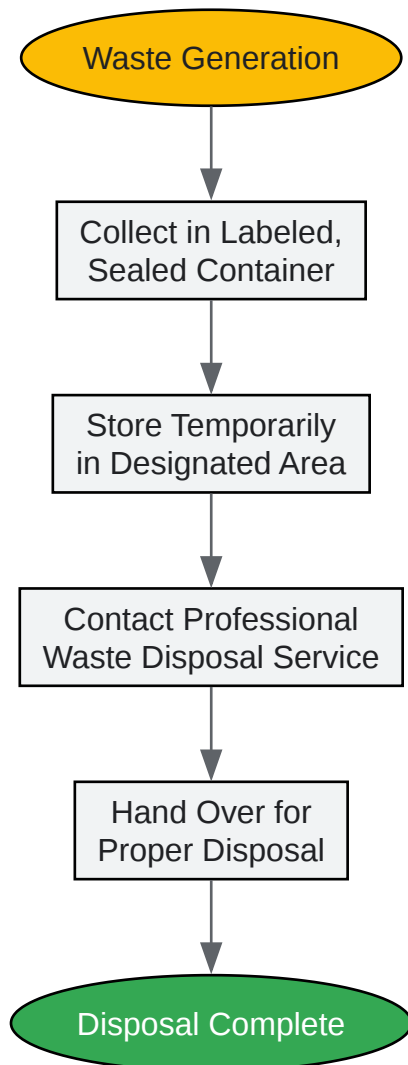 Waste Generation
Collect in Labeled,
Sealed Container
Store Temporarily
in Designated Area
Contact Professional
Waste Disposal Service
Hand Over for
Proper Disposal
Disposal Complete